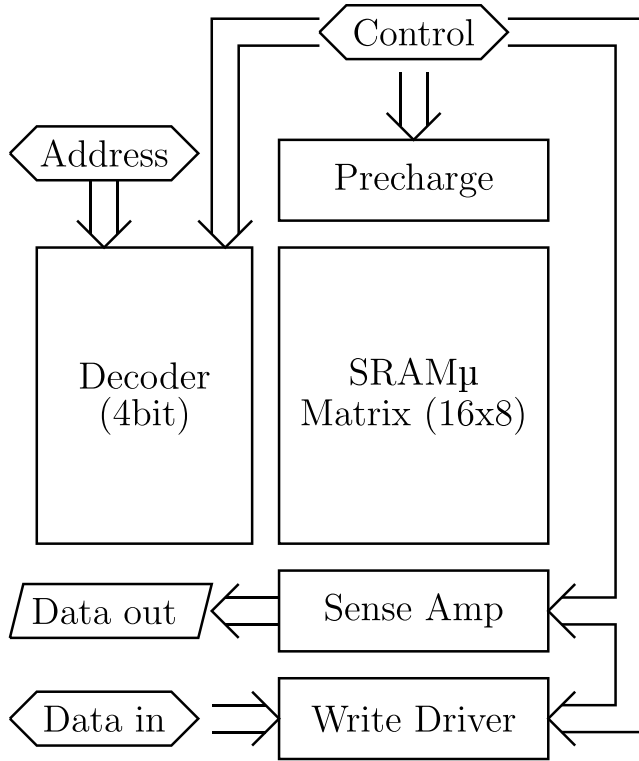 Control
Address
Precharge
Decoder
(4bit)
SRAMµ
Matrix (16x8)
Data out
Sense Amp
Data in
Write Driver